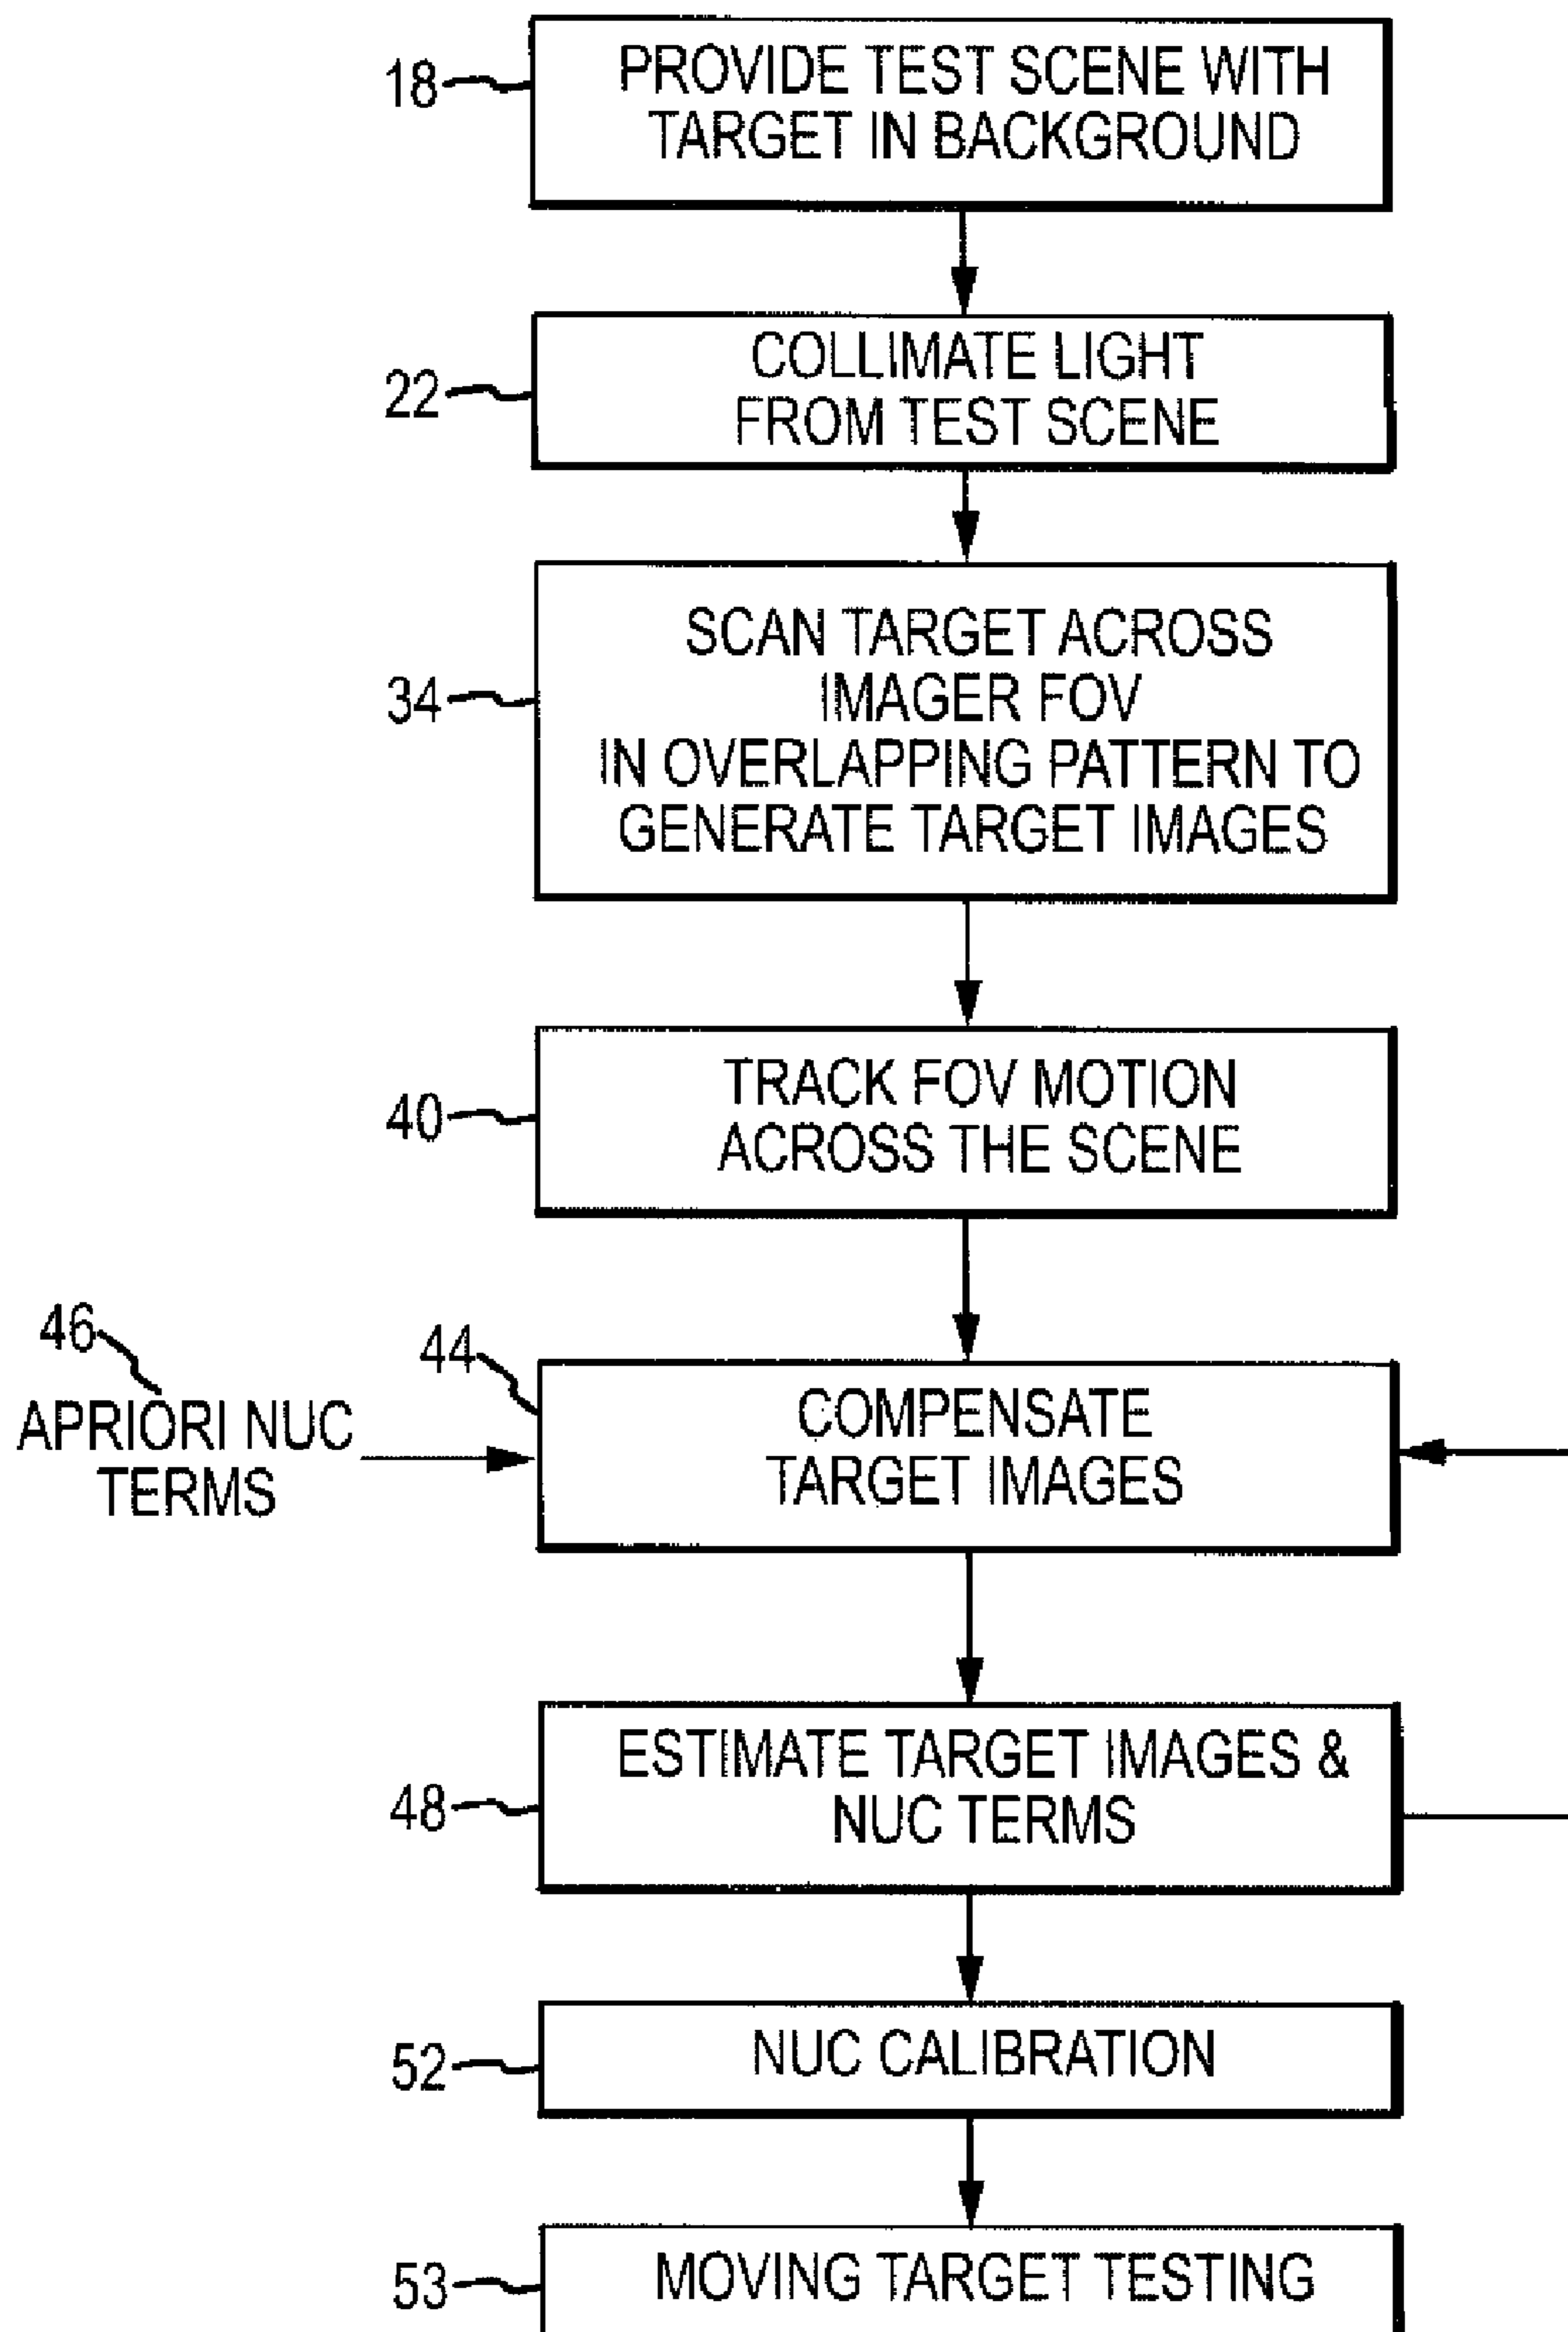 18
PROVIDE TEST SCENE WITH
TARGET IN BACKGROUND
22
COLLIMATE LIGHT
FROM TEST SCENE
34
SCAN TARGET ACROSS
IMAGER FOV
IN OVERLAPPING PATTERN TO
GENERATE TARGET IMAGES
40
TRACK FOV MOTION
ACROSS THE SCENE
46
APRIORI NUC
TERMS
44
COMPENSATE
TARGET IMAGES
48
ESTIMATE TARGET IMAGES &
NUC TERMS
52
NUC CALIBRATION
53
MOVING TARGET TESTING